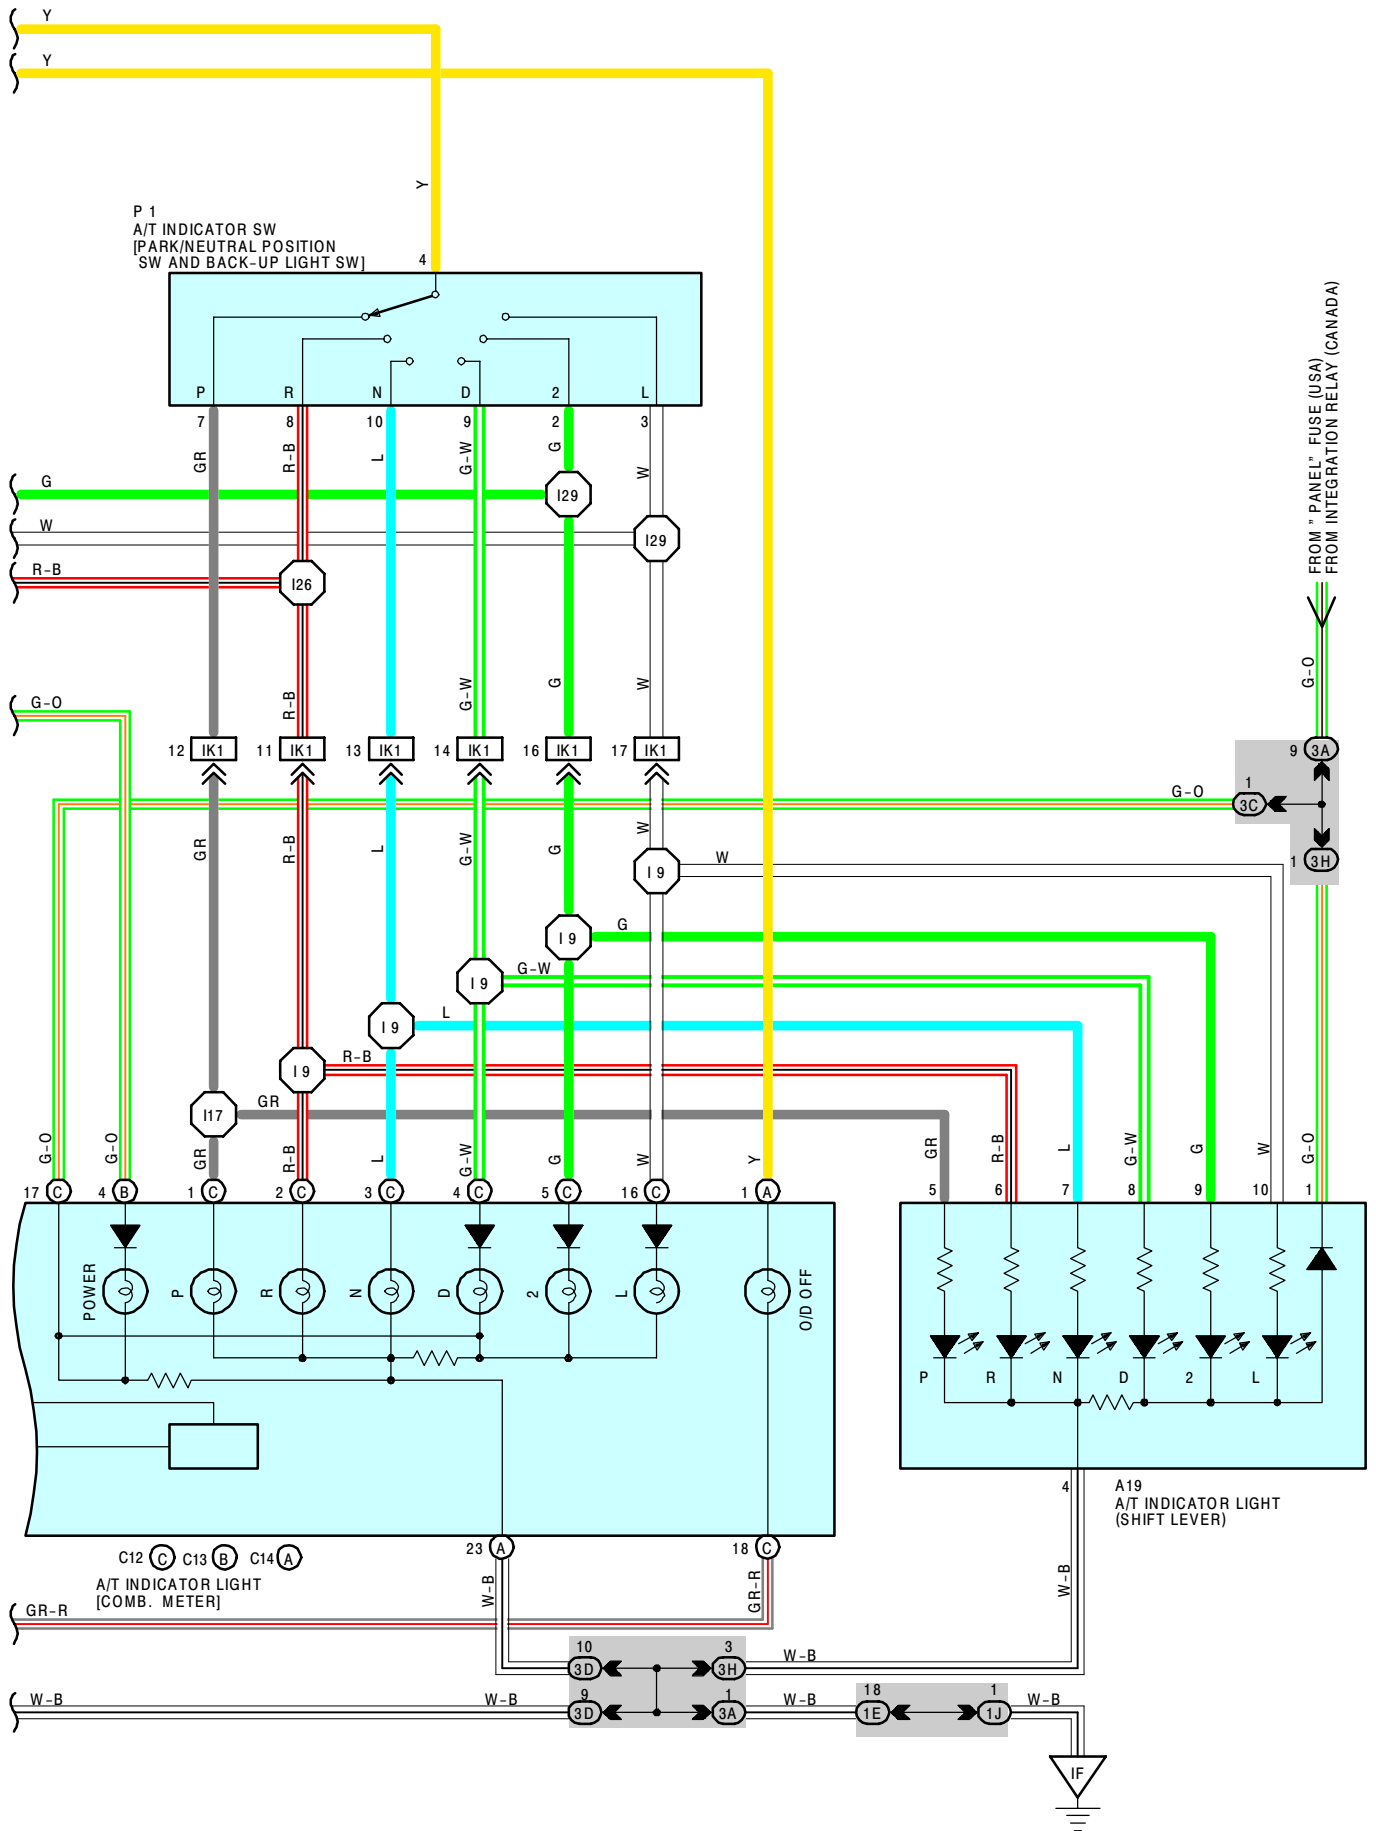 Y
Y
Y
P 1
A/T INDICATOR SW
[PARK/NEUTRAL POSITION
SW AND BACK-UP LIGHT SW]
4
P R N D 2 L
7 8 10 9 2 3
GR R-B L G-W G W
G
I29
W
I29
R-B
I26
FROM " PANEL" FUSE (USA)
FROM INTEGRATION RELAY (CANADA)
G-O
R-B G-W G W
G-O
12 IK1 11 IK1 13 IK1 14 IK1 16 IK1 17 IK1
9 3A
G-O
1
3C
1 3H
GR R-B L G-W G W
I 9
W
I 9
G
I 9
G-W
I 9
L
I 9
R-B
I17
GR
G-O G-O GR R-B L G-W G W Y
GR R-B L G-W G W G-O
17 C 4 B 1 C 2 C 3 C 4 C 5 C 16 C 1 A
5 6 7 8 9 10 1
POWER P R N D 2 L O/D OFF
P R N D 2 L
4
A19
A/T INDICATOR LIGHT
(SHIFT LEVER)
23 A
18 C
C12 C C13 B C14 A
A/T INDICATOR LIGHT
[COMB. METER]
W-B
GR-R
W-B
GR-R
10
3D
3
3H
W-B
W-B
W-B
9
3D
1
3A
W-B
18
1E
1
1J
W-B
IF